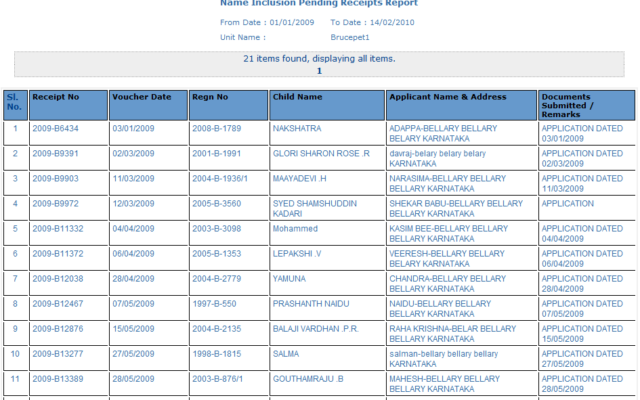 Name Inclusion Pending Receipts Report
From Date : 01/01/2009 To Date : 14/02/2010
Unit Name : Brucepet1
21 items found, displaying all items.
1
Sl. Receipt No Voucher Date Regn No Child Name Applicant Name & Address Documents
No. Submitted /
Remarks
1 2009-B6434 03/01/2009 2008-B-1789 NAKSHATRA ADAPPA-BELLARY BELLARY APPLICATION DATED
BELARY KARNATAKA 03/01/2009
2 2009-B9391 02/03/2009 2001-B-1991 GLORI SHARON ROSE .R davraj-belary belary belary APPLICATION DATED
KARNATAKA 02/03/2009
3 2009-B9903 11/03/2009 2004-B-1936/1 MAAYADEVI .H NARASIMA-BELLARY BELLARY APPLICATION DATED
BELLARY KARNATAKA 11/03/2009
4 2009-B9972 12/03/2009 2005-B-3560 SYED SHAMSHUDDIN SHEKAR BABU-BELLARY BELLARY APPLICATION
KADARI BELLARY KARNATAKA
5 2009-B11332 04/04/2009 2003-B-3098 Mohammed KASIM BEE-BELLARY BELLARY APPLICATION DATED
BELLARY KARNATAKA 04/04/2009
6 2009-B11372 06/04/2009 2005-B-1353 LEPAKSHI .V VEERESH-BELLARY BELLARY APPLICATION DATED
BELARY KARNATAKA 06/04/2009
7 2009-B12038 28/04/2009 2004-B-2779 YAMUNA CHANDRA-BELLARY BELLARY APPLICATION DATED
BELLARY KARNATAKA 28/04/2009
8 2009-B12467 07/05/2009 1997-B-550 PRASHANTH NAIDU NAIDU-BELLARY BELLARY APPLICATION DATED
BELLARY KARNATAKA 07/05/2009
9 2009-B12876 15/05/2009 2004-B-2135 BALAJI VARDHAN .P.R. RAHA KRISHNA-BELAR BELLARY APPLICATION DATED
BELLARY KARNATAKA 15/05/2009
10 2009-B13277 27/05/2009 1998-B-1815 SALMA salman-bellary bellary bellary APPLICATION DATED
KARNATAKA 27/05/2009
11 2009-B13389 28/05/2009 2003-B-876/1 GOUTHAMRAJU .B MAHESH-BELLARY BELLARY APPLICATION DATED
BELLARY KARNATAKA 28/05/2009